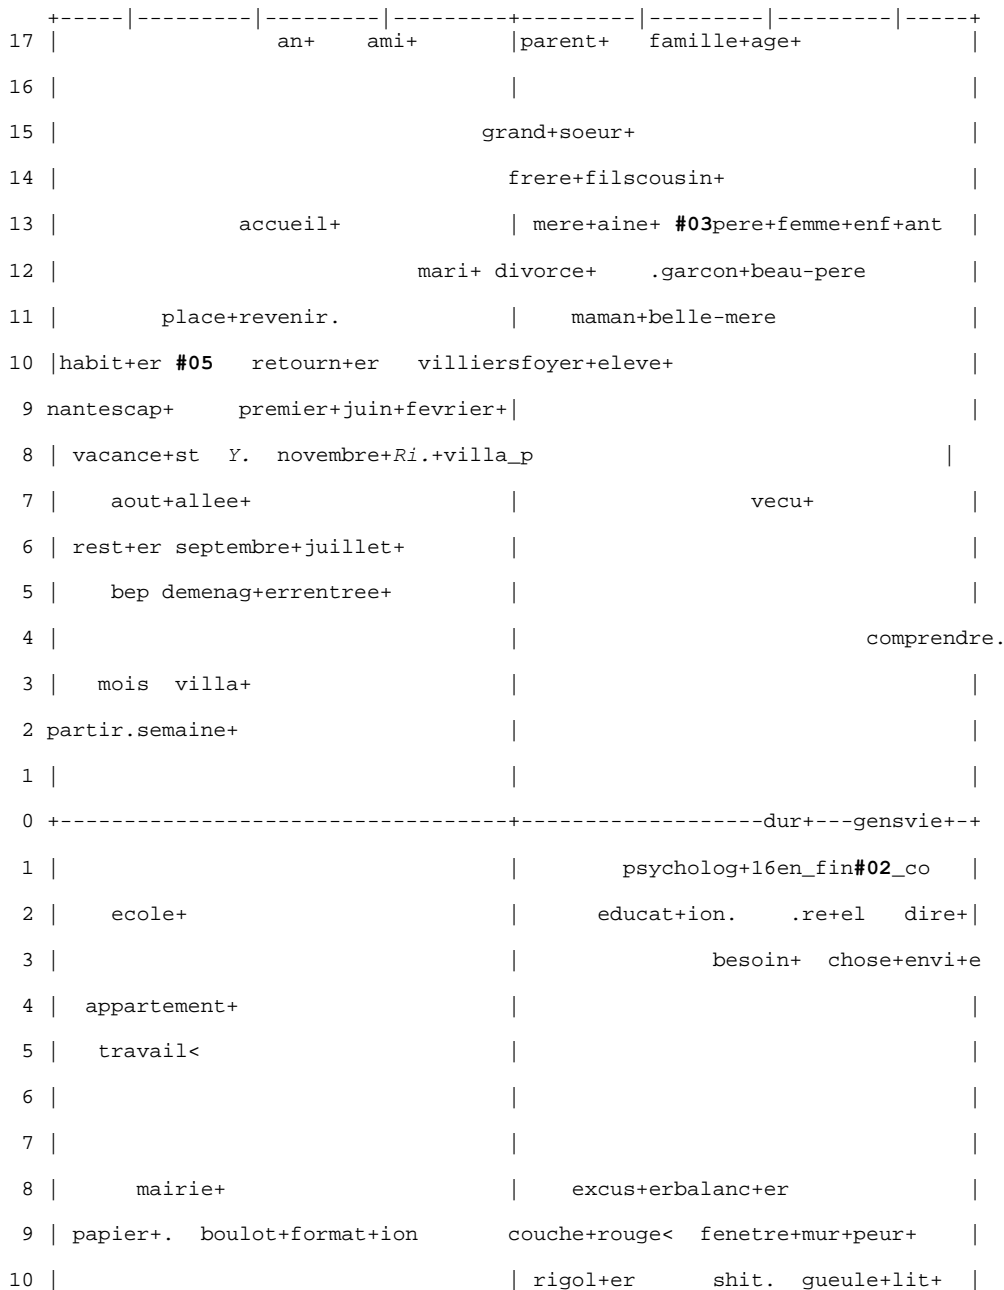 +-----|---------|---------|---------+---------|---------|---------|-----+
17 |                 an+    ami+       |parent+   famille+age+             |
16 |                                   |                                   |
15 |                                 grand+soeur+                          |
14 |                                   frere+filscousin+                   |
13 |              accueil+             | mere+aine+ #03pere+femme+enf+ant  |
12 |                            mari+ divorce+    .garcon+beau-pere        |
11 |        place+revenir.             |    maman+belle-mere               |
10 |habit+er #05   retourn+er   villiersfoyer+eleve+                       |
9 nantescap+     premier+juin+fevrier+|                                   |
8 | vacance+st  Y.  novembre+Ri.+villa_p                                |
7 |    aout+allee+                    |                  vecu+            |
6 | rest+er septembre+juillet+        |                                   |
5 |    bep demenag+errentree+         |                                   |
4 |                                   |                           comprendre.
3 |   mois  villa+                    |                                   |
2 partir.semaine+                     |                                   |
1 |                                   |                                   |
0 +-----------------------------------+-------------------dur+---gensvie+-+
1 |                                   |        psycholog+16en_fin#02_co   |
2 |    ecole+                         |      educat+ion.    .re+el   dire+|
3 |                                   |               besoin+  chose+envi+e
4 |  appartement+                     |                                   |
5 |   travail<                        |                                   |
6 |                                   |                                   |
7 |                                   |                                   |
8 |      mairie+                      |    excus+erbalanc+er              |
9 | papier+.  boulot+format+ion       couche+rouge<  fenetre+mur+peur+    |
10 |                                   | rigol+er      shit.  gueule+lit+  |